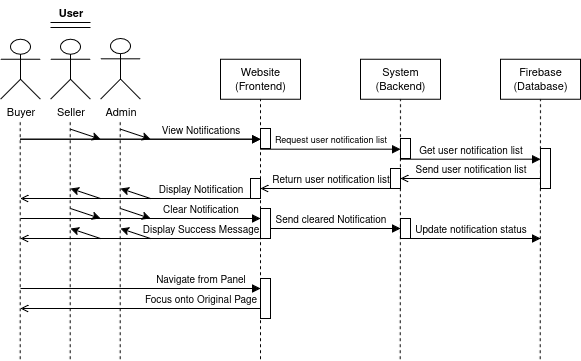 User
Website
(Frontend)
System
(Backend)
Firebase
(Database)
Buyer
Seller
Admin
View Notifications
Request user notification list
Get user notification list
Send user notification list
Return user notification list
Display Notification
Clear Notification
Send cleared Notification
Display Success Message
Update notification status
Navigate from Panel
Focus onto Original Page